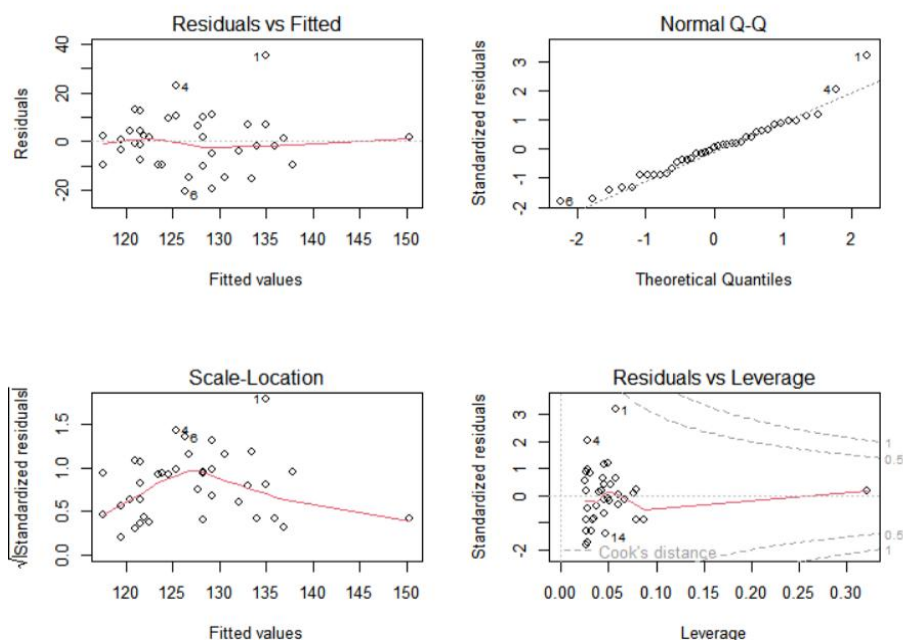 Residuals vs Fitted
Residuals
40
20
0
-20
1
4
6
120 125 130 135 140 145 150
Fitted values
Normal Q-Q
Standardized residuals
3
2
1
0
-1
-2
1
4
6
-2 -1 0 1 2
Theoretical Quantiles
Scale-Location
√|Standardized residuals|
1.5
1.0
0.5
0.0
1
4
6
120 125 130 135 140 145 150
Fitted values
Residuals vs Leverage
Standardized residuals
3
2
1
0
-2
1
4
14
Cook's distance
1
0.5
0.5
1
0.00 0.05 0.10 0.15 0.20 0.25 0.30
Leverage